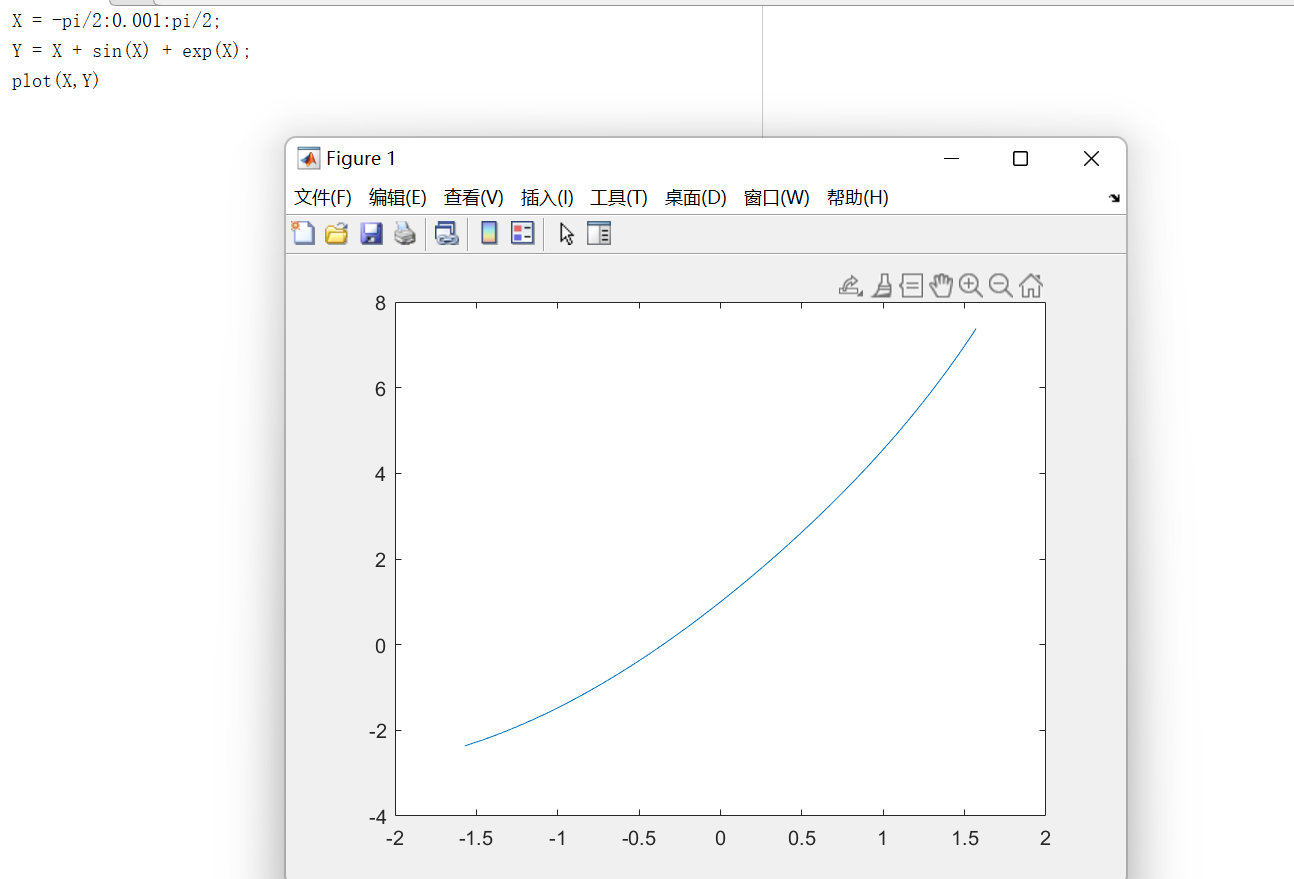 X = -pi/2:0.001:pi/2;
Y = X + sin(X) + exp(X);
plot(X,Y)
Figure 1
文件(F) 编辑(E) 查看(V) 插入(I) 工具(T) 桌面(D) 窗口(W) 帮助(H)
8
6
4
2
0
-2
-4
-2 -1.5 -1 -0.5 0 0.5 1 1.5 2